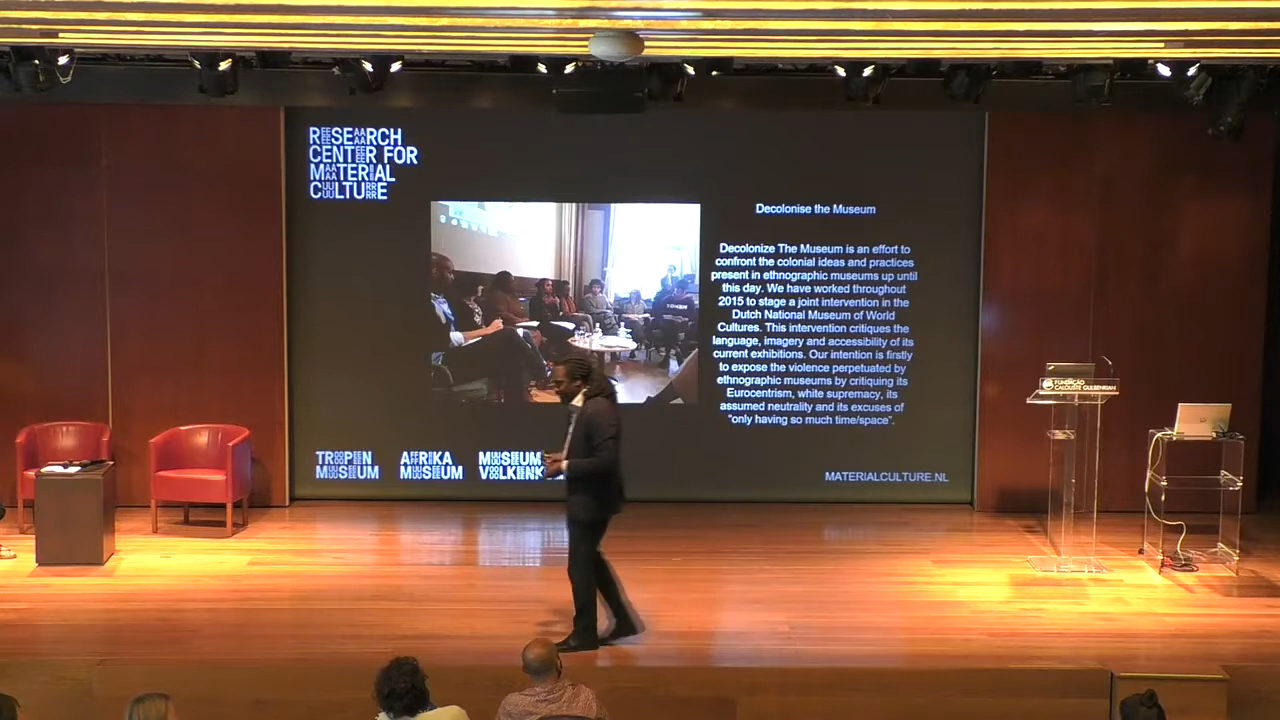 RESEARCH
CENTER FOR
MATERIAL
CULTURE
Decolonise the Museum
Decolonize The Museum is an effort to
confront the colonial ideas and practices
present in ethnographic museums up until
this day. We have worked throughout
2015 to stage a joint intervention in the
Dutch National Museum of World
Cultures. This intervention critiques the
language, imagery and accessibility of its
current exhibitions. Our intention is firstly
to expose the violence perpetuated by
ethnographic museums by critiquing its
Eurocentrism, white supremacy, its
assumed neutrality and its excuses of
"only having so much time/space".
TROPEN
MUSEUM
AFRIKA
MUSEUM
MUSEUM
VOLKENK
MATERIALCULTURE.NL
FUNDAÇÃO
CALOUSTE GULBENKIAN